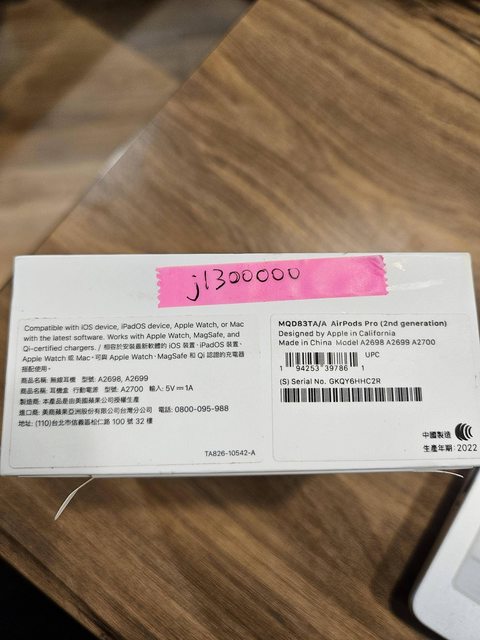 j1300000
Compatible with iOS device, iPadOS device, Apple Watch, or Mac
with the latest software. Works with Apple Watch, MagSafe, and
Qi-certified chargers. / 相容於安裝最新軟體的 iOS 裝置、iPadOS 裝置、
Apple Watch 或 Mac。可與 Apple Watch、MagSafe 和 Qi 認證的充電器
搭配使用。
商品名稱: 無線耳機 型號: A2698, A2699
商品名稱: 耳機盒 行動電源 型號: A2700 輸入: 5V⎓1A
製造商: 本產品是由美國蘋果公司授權生產
進口商: 美商蘋果亞洲股份有限公司台灣分公司 電話: 0800-095-988
地址: (110)台北市信義區松仁路 100 號 32 樓
TA826-10542-A
MQD83TA/A AirPods Pro (2nd generation)
Designed by Apple in California
Made in China Model A2698 A2699 A2700
UPC
1 94253 39786 1
(S) Serial No. GKQY6HHC2R
中國製造
生產年期: 2022